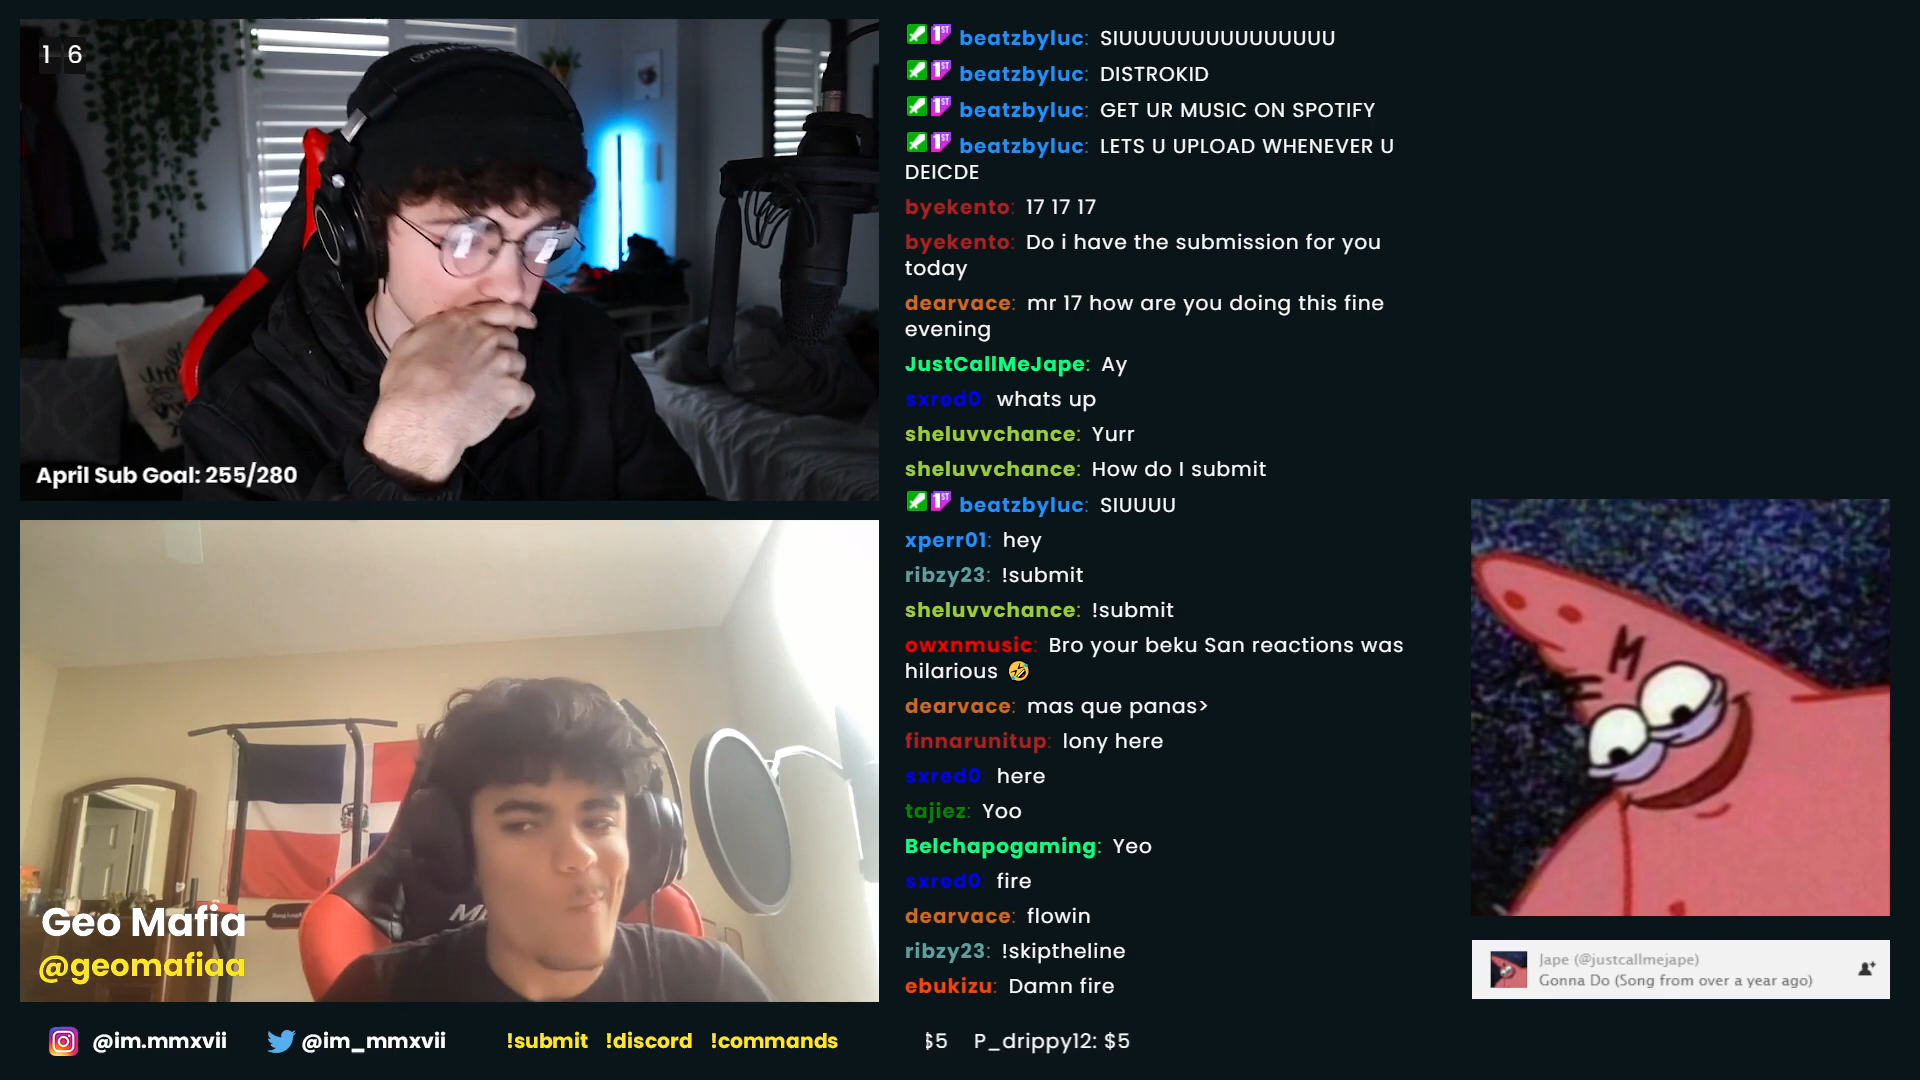 1 6
April Sub Goal: 255/280
Geo Mafia
@geomafiaa
@im.mmxvii
@im_mmxvii
!submit !discord !commands
beatzbyluc: SIUUUUUUUUUUUUUUU
beatzbyluc: DISTROKID
beatzbyluc: GET UR MUSIC ON SPOTIFY
beatzbyluc: LETS U UPLOAD WHENEVER U
DEICDE
byekento: 17 17 17
byekento: Do i have the submission for you
today
dearvace: mr 17 how are you doing this fine
evening
JustCallMeJape: Ay
sxred0: whats up
sheluvvchance: Yurr
sheluvvchance: How do I submit
beatzbyluc: SIUUUU
xperr01: hey
ribzy23: !submit
sheluvvchance: !submit
owxnmusic: Bro your beku San reactions was
hilarious 🤣
dearvace: mas que panas>
finnarunitup: lony here
sxred0: here
tajiez: Yoo
Belchapogaming: Yeo
sxred0: fire
dearvace: flowin
ribzy23: !skiptheline
ebukizu: Damn fire
$5 P_drippy12: $5
Jape (@justcallmejape)
Gonna Do (Song from over a year ago)